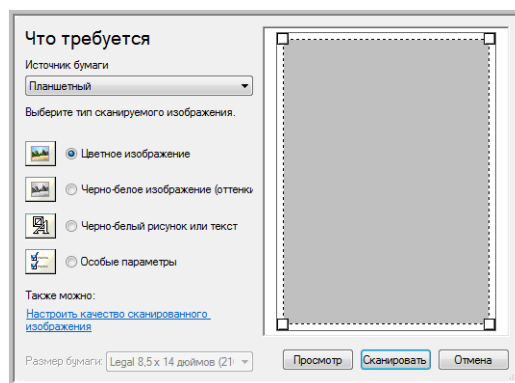 Что требуется
Источник бумаги
Планшетный
Выберите тип сканируемого изображения.
Цветное изображение
Черно-белое изображение (оттенки
Черно-белый рисунок или текст
Особые параметры
Также можно:
Настроить качество сканированного
изображения
Размер бумаги: Legal 8,5 x 14 дюймов (21
Просмотр Сканировать Отмена